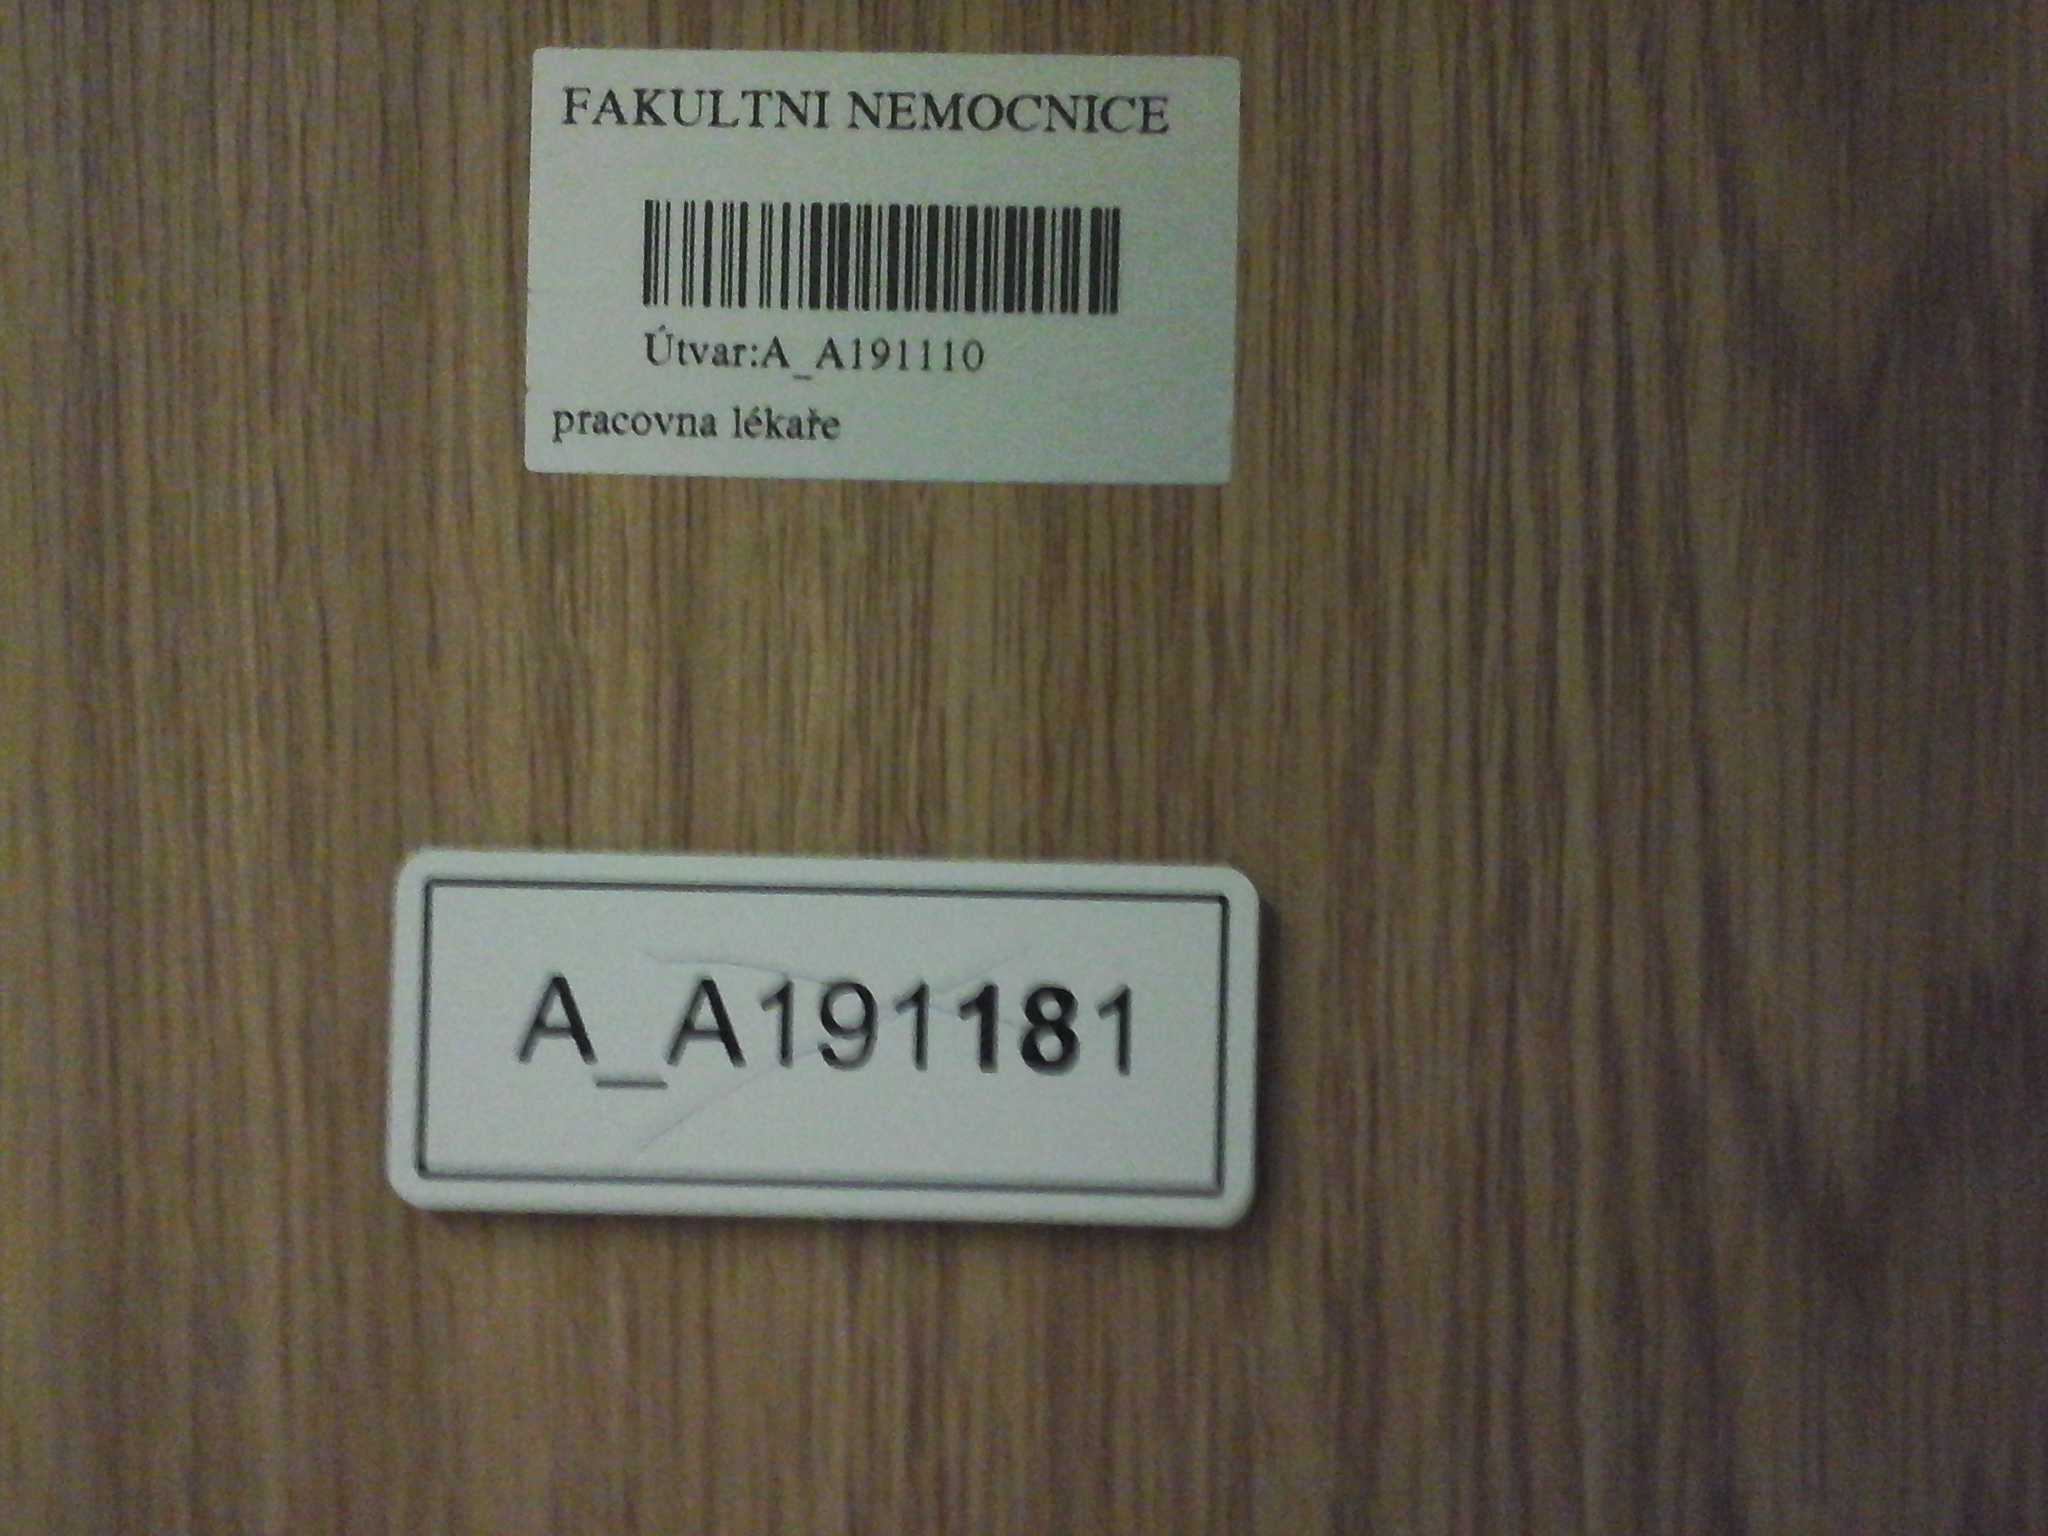 FAKULTNI NEMOCNICE
Útvar:A_A191110
pracovna lékaře
A_A191181